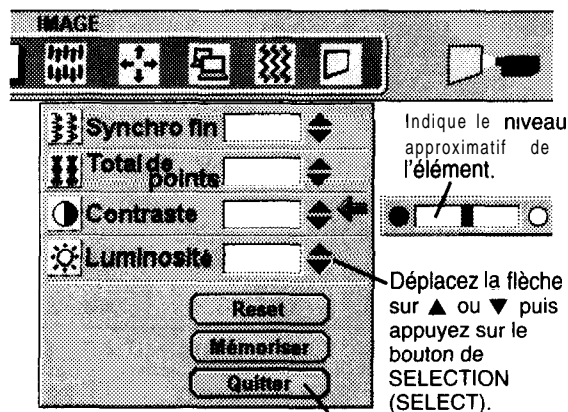 IMAGE
Synchro fin
Total de
points
Contraste
Luminosité
Reset
Mémoriser
Quitter
Indique le niveau
approximatif de
l'élément.
Déplacez la flèche
sur ▲ ou ▼ puis
appuyez sur le
bouton de
SELECTION
(SELECT).